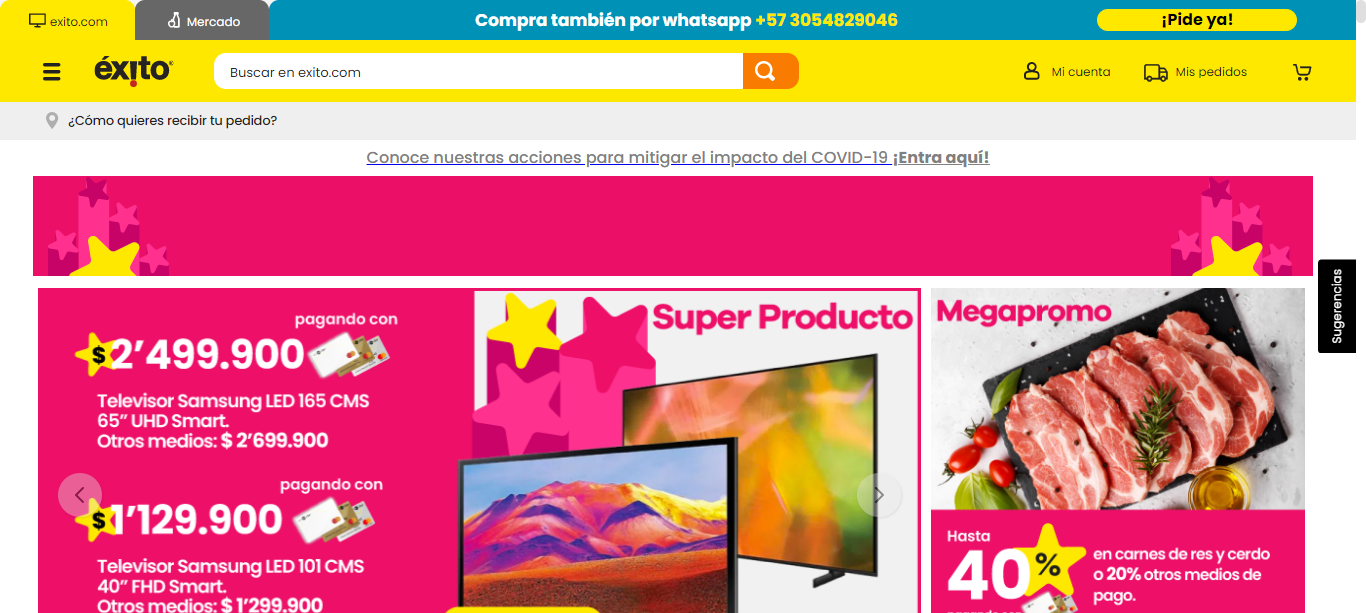 exito.com
Mercado
Compra también por whatsapp +57 3054829046
¡Pide ya!
éxito
Buscar en exito.com
Mi cuenta
Mis pedidos
¿Cómo quieres recibir tu pedido?
Conoce nuestras acciones para mitigar el impacto del COVID-19 ¡Entra aquí!
Sugerencias
pagando con
$2’499.900
Televisor Samsung LED 165 CMS
65” UHD Smart.
Otros medios: $ 2’699.900
pagando con
$1’129.900
Televisor Samsung LED 101 CMS
40” FHD Smart.
Otros medios: $ 1’299.900
Super Producto
Megapromo
Hasta
40%
en carnes de res y cerdo
o 20% otros medios de
pago.
pagando con